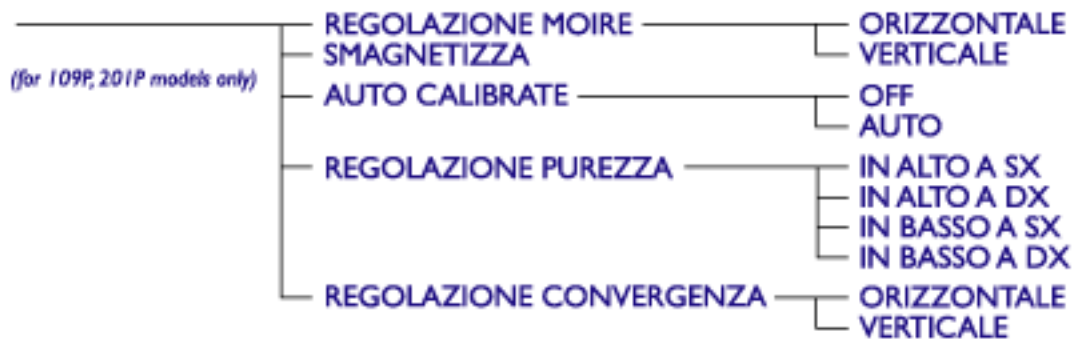 REGOLAZIONE MOIRE
ORIZZONTALE
SMAGNETIZZA
VERTICALE
(for 109P, 201P models only)
AUTO CALIBRATE
OFF
AUTO
REGOLAZIONE PUREZZA
IN ALTO A SX
IN ALTO A DX
IN BASSO A SX
IN BASSO A DX
REGOLAZIONE CONVERGENZA
ORIZZONTALE
VERTICALE